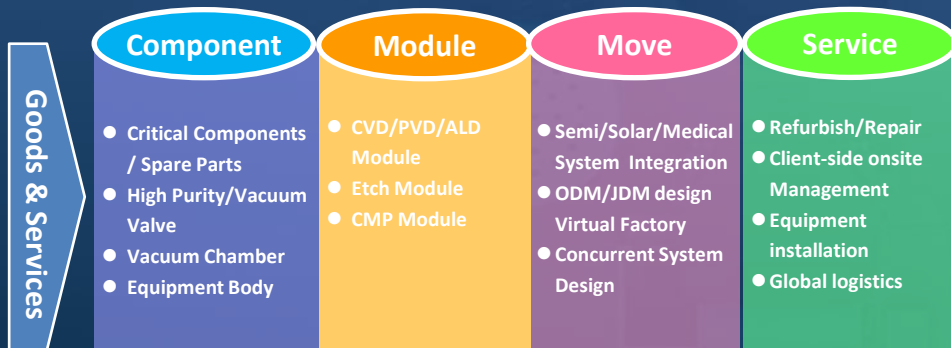 Goods & Services
Component
● Critical Components
/ Spare Parts
● High Purity/Vacuum
Valve
● Vacuum Chamber
● Equipment Body
Module
● CVD/PVD/ALD
Module
● Etch Module
● CMP Module
Move
● Semi/Solar/Medical
System Integration
● ODM/JDM design
Virtual Factory
● Concurrent System
Design
Service
● Refurbish/Repair
● Client-side onsite
Management
● Equipment
installation
● Global logistics